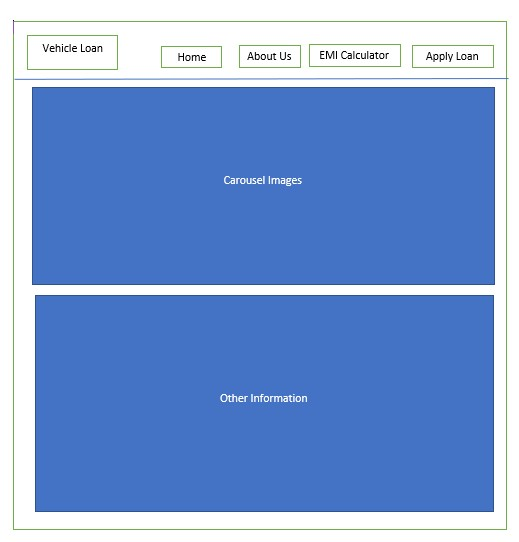 Vehicle Loan
Home
About Us
EMI Calculator
Apply Loan
Carousel Images
Other Information